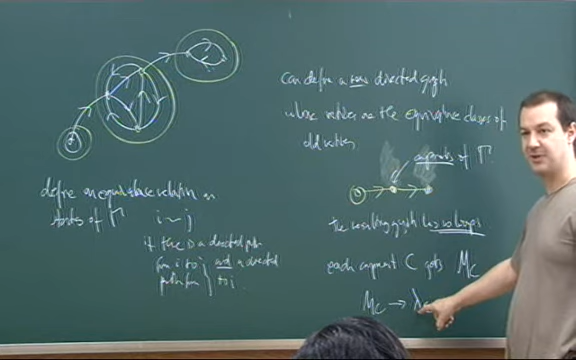 define an equivalence relation on
states of Γ   i ~ j
if there is a directed path
from i to j and a directed
path from j to i.
can define a new directed graph
whose vertices are the equivalence classes of
old vertices
components of Γ.
the resulting graph has no loops
each component C gets M_C
M_C → λ